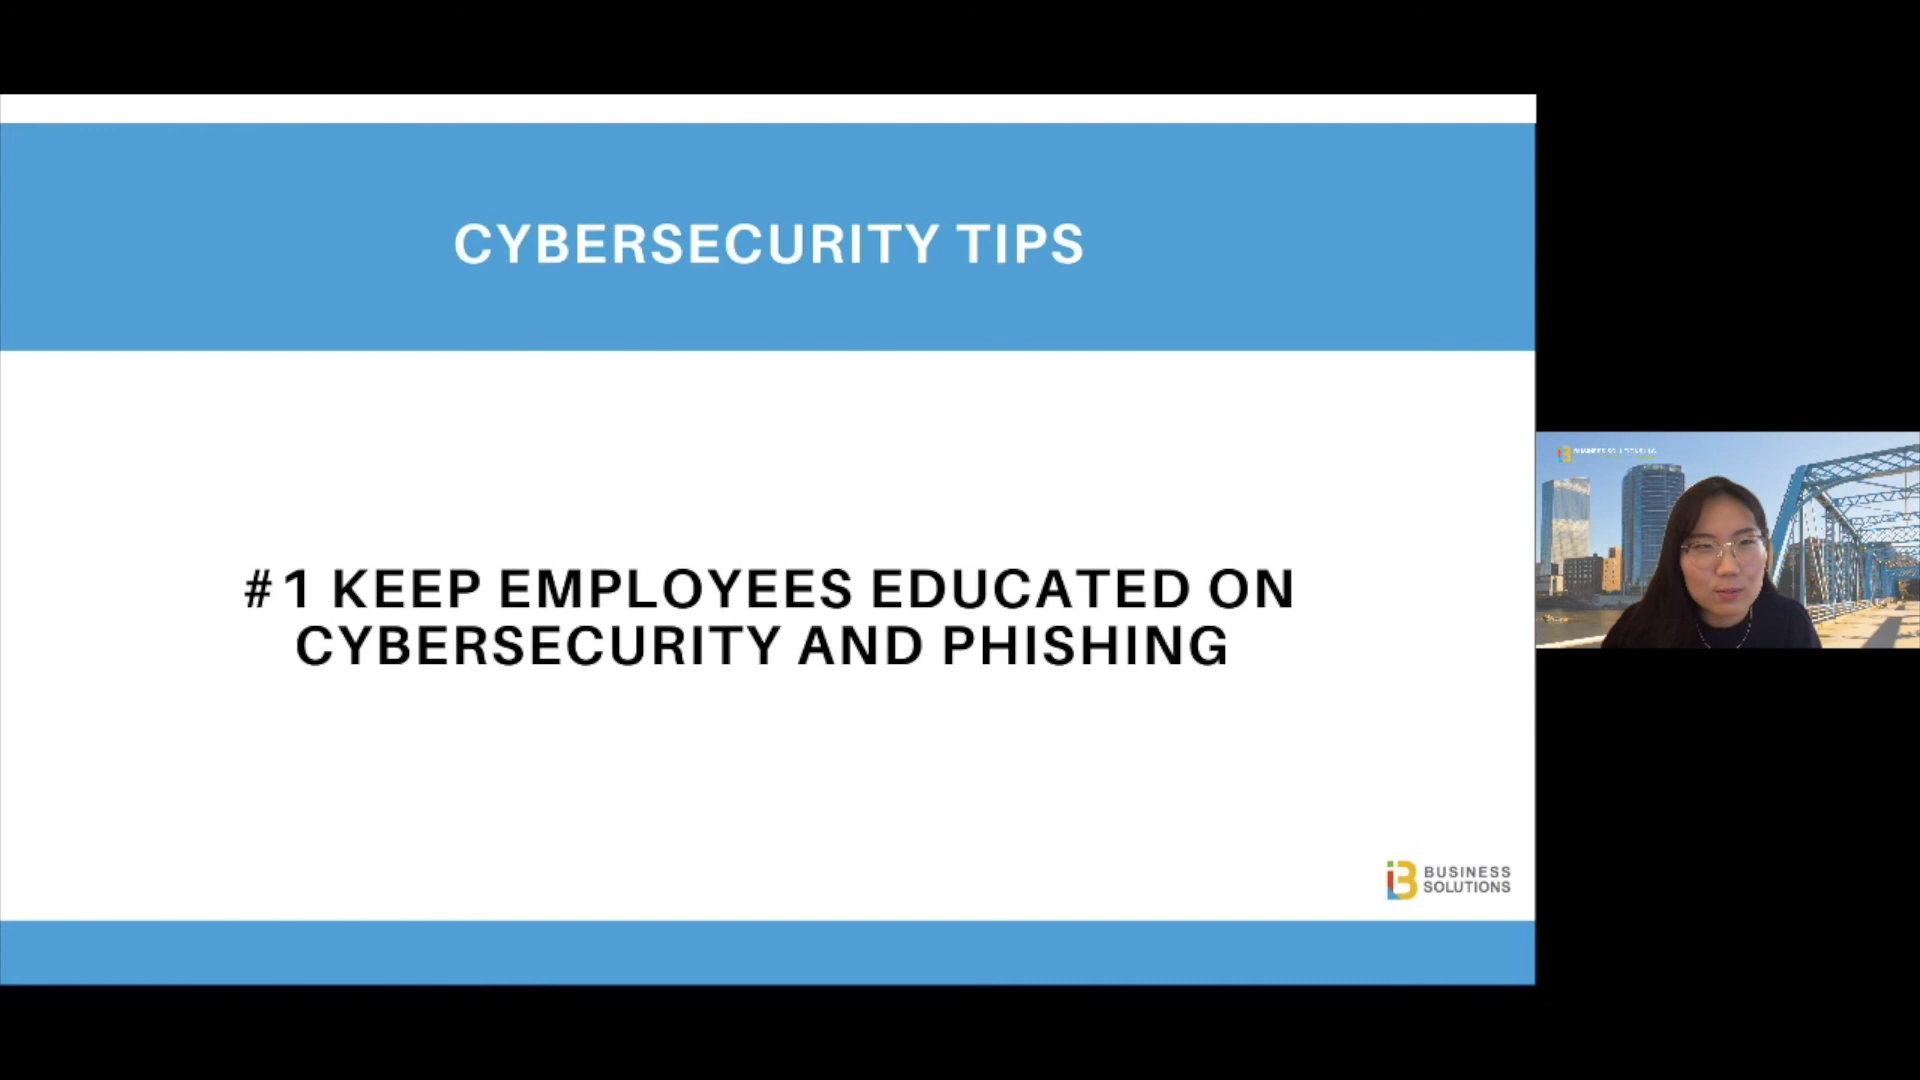 CYBERSECURITY TIPS
#1 KEEP EMPLOYEES EDUCATED ON
CYBERSECURITY AND PHISHING
BUSINESS
SOLUTIONS